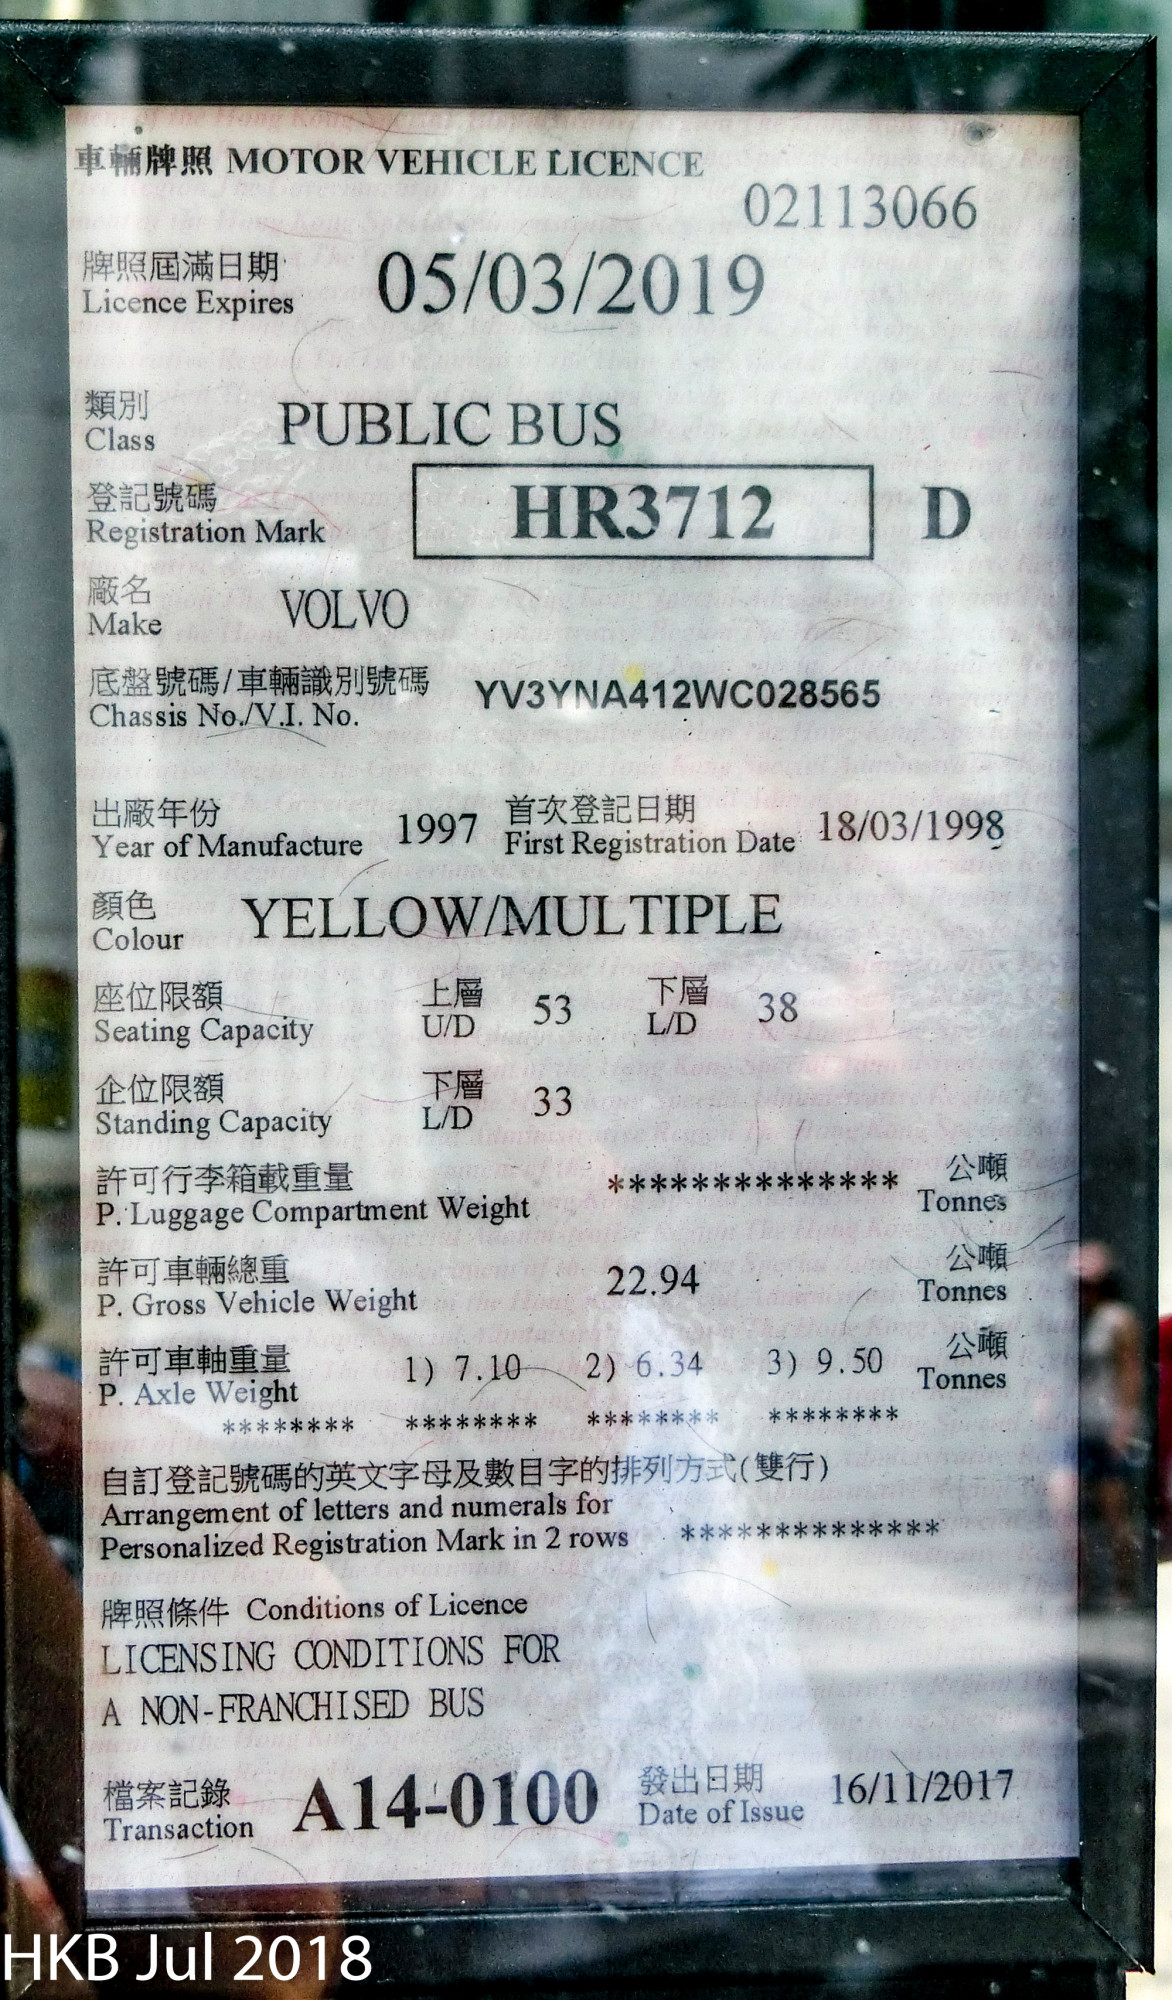 車輛牌照 MOTOR VEHICLE LICENCE
02113066
牌照屆滿日期
Licence Expires 05/03/2019
類別
Class PUBLIC BUS
登記號碼
Registration Mark HR3712 D
廠名
Make VOLVO
底盤號碼/車輛識別號碼
Chassis No./V.I. No. YV3YNA412WC028565
出廠年份 首次登記日期
Year of Manufacture 1997 First Registration Date 18/03/1998
顏色
Colour YELLOW/MULTIPLE
座位限額 上層 下層
Seating Capacity U/D 53 L/D 38
企位限額 下層
Standing Capacity L/D 33
許可行李箱載重量 ************** 公噸
P. Luggage Compartment Weight Tonnes
許可車輛總重 公噸
P. Gross Vehicle Weight 22.94 Tonnes
許可車軸重量 1) 7.10 2) 6.34 3) 9.50 公噸
P. Axle Weight Tonnes
******** ******** ******** ********
自訂登記號碼的英文字母及數目字的排列方式(雙行)
Arrangement of letters and numerals for
Personalized Registration Mark in 2 rows **************
牌照條件 Conditions of Licence
LICENSING CONDITIONS FOR
A NON-FRANCHISED BUS
檔案記錄 發出日期
Transaction A14-0100 Date of Issue 16/11/2017
HKB Jul 2018